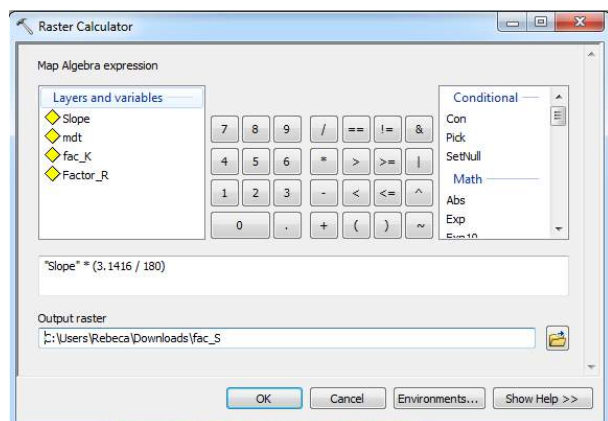 Raster Calculator
Map Algebra expression
Layers and variables
Slope
mdt
fac_K
Factor_R
7 8 9 / == != &
4 5 6 * > >= |
1 2 3 - < <= ^
0 . + ( ) ~
Conditional
Con
Pick
SetNull
Math
Abs
Exp
Exp10
"Slope" * (3.1416 / 180)
Output raster
C:\Users\Rebeca\Downloads\fac_S
OK Cancel Environments... Show Help >>